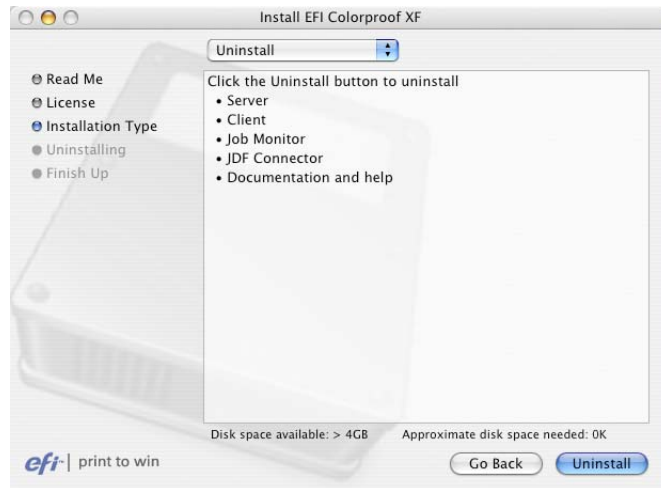 Install EFI Colorproof XF
Uninstall
Read Me
License
Installation Type
Uninstalling
Finish Up
Click the Uninstall button to uninstall
• Server
• Client
• Job Monitor
• JDF Connector
• Documentation and help
Disk space available: > 4GB Approximate disk space needed: 0K
efi™| print to win
Go Back Uninstall